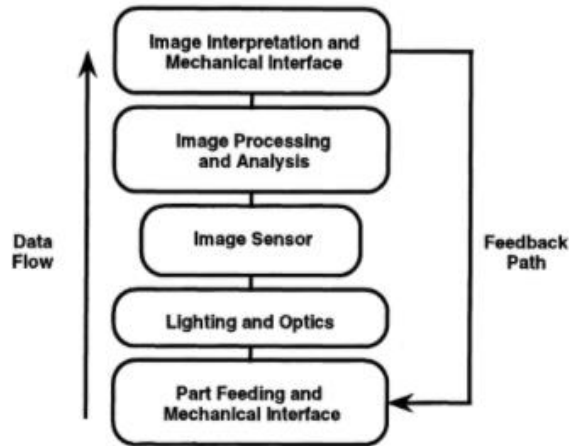 Image Interpretation and
Mechanical Interface
Image Processing
and Analysis
Image Sensor
Data
Flow
Feedback
Path
Lighting and Optics
Part Feeding and
Mechanical Interface